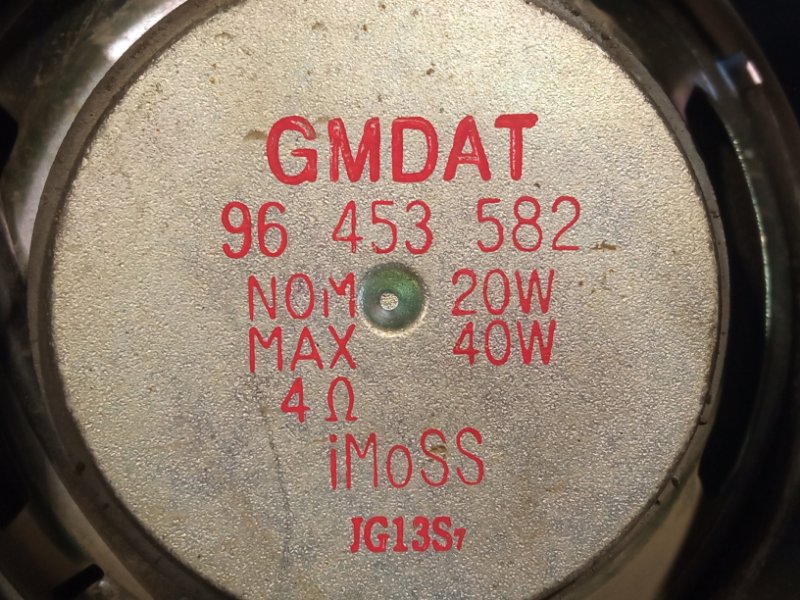 GMDAT
96 453 582
NOM 20W
MAX 40W
4 Ω
iMoSS
JG13S7